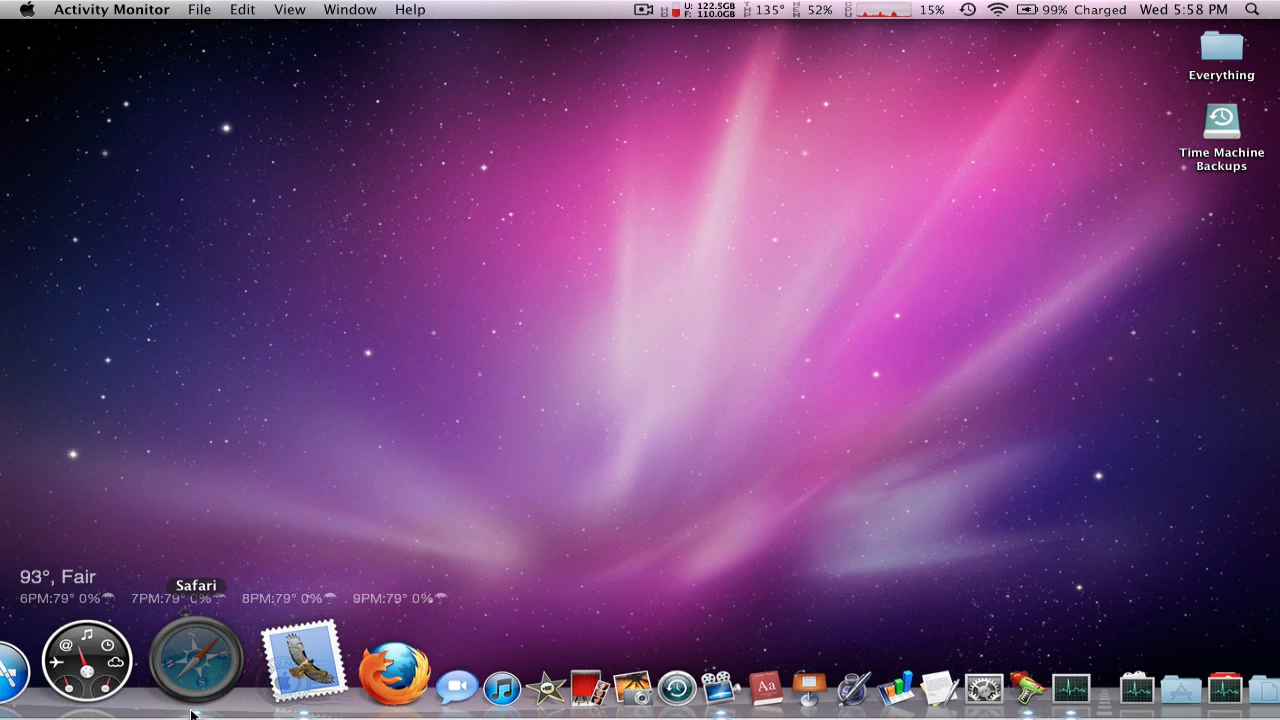 Activity Monitor File Edit View Window Help U: 122.5GB F: 110.0GB 135° 52% 15% 99% Charged Wed 5:58 PM
Everything
Time Machine
Backups
93°, Fair
Safari
6PM:79° 0% 7PM:79° 0% 8PM:79° 0% 9PM:79° 0%
Aa